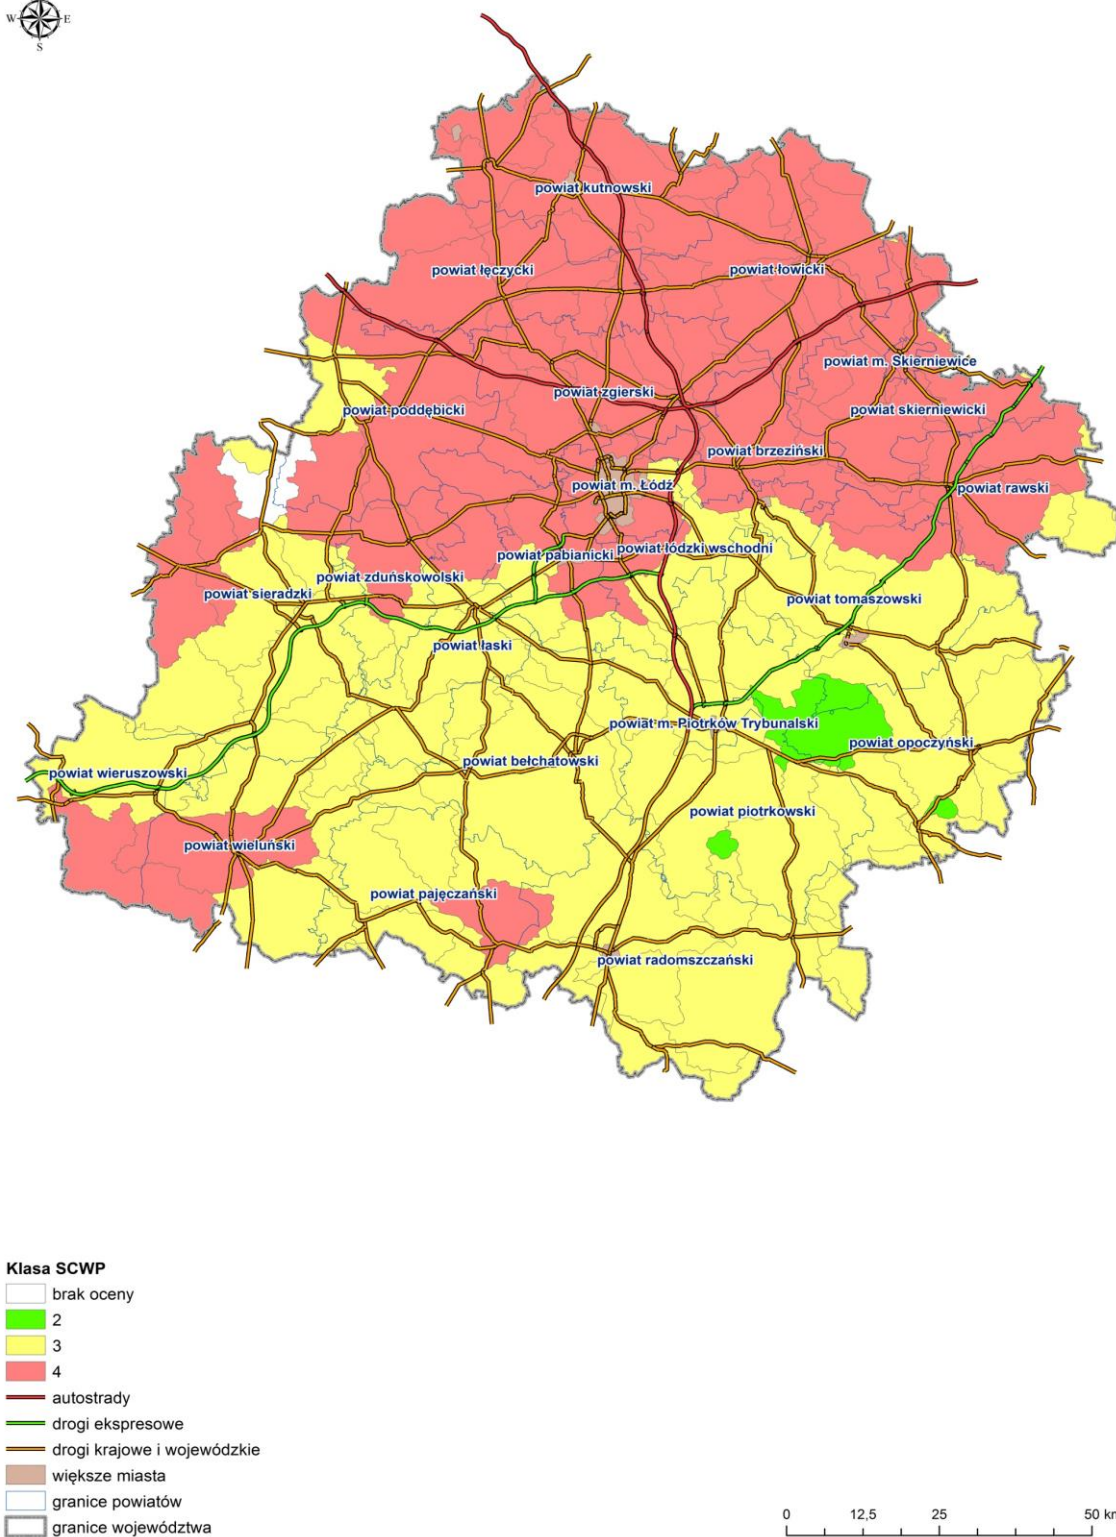 W E
S
powiat kutnowski
powiat łęczycki
powiat łowicki
powiat m. Skierniewice
powiat zgierski
powiat poddębicki
powiat skierniewicki
powiat brzeziński
powiat m. Łódź
powiat rawski
powiat pabianicki
powiat łódzki wschodni
powiat zduńskowolski
powiat sieradzki
powiat tomaszowski
powiat łaski
powiat m. Piotrków Trybunalski
powiat opoczyński
powiat bełchatowski
powiat wieruszowski
powiat piotrkowski
powiat wieluński
powiat pajęczański
powiat radomszczański
Klasa SCWP
brak oceny
2
3
4
autostrady
drogi ekspresowe
drogi krajowe i wojewódzkie
większe miasta
granice powiatów
granice województwa
0 12,5 25 50 km